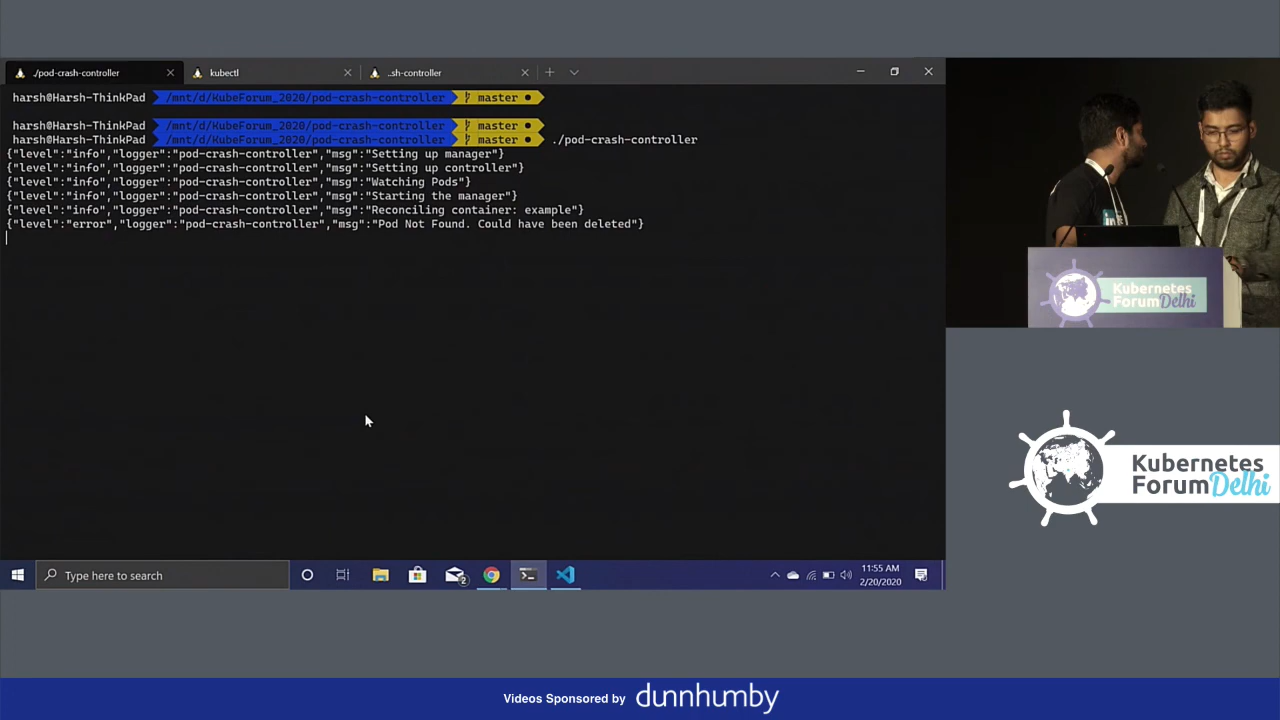 ./pod-crash-controller
kubectl
..sh-controller
harsh@Harsh-ThinkPad /mnt/d/KubeForum_2020/pod-crash-controller master ●
harsh@Harsh-ThinkPad /mnt/d/KubeForum_2020/pod-crash-controller master ●
harsh@Harsh-ThinkPad /mnt/d/KubeForum_2020/pod-crash-controller master ● ./pod-crash-controller
{"level":"info","logger":"pod-crash-controller","msg":"Setting up manager"}
{"level":"info","logger":"pod-crash-controller","msg":"Setting up controller"}
{"level":"info","logger":"pod-crash-controller","msg":"Watching Pods"}
{"level":"info","logger":"pod-crash-controller","msg":"Starting the manager"}
{"level":"info","logger":"pod-crash-controller","msg":"Reconciling container: example"}
{"level":"error","logger":"pod-crash-controller","msg":"Pod Not Found. Could have been deleted"}
Type here to search
2
11:55 AM
2/20/2020
Kubernetes
Forum Delhi
Kubernetes
Forum Delhi
Videos Sponsored by dunnhumby